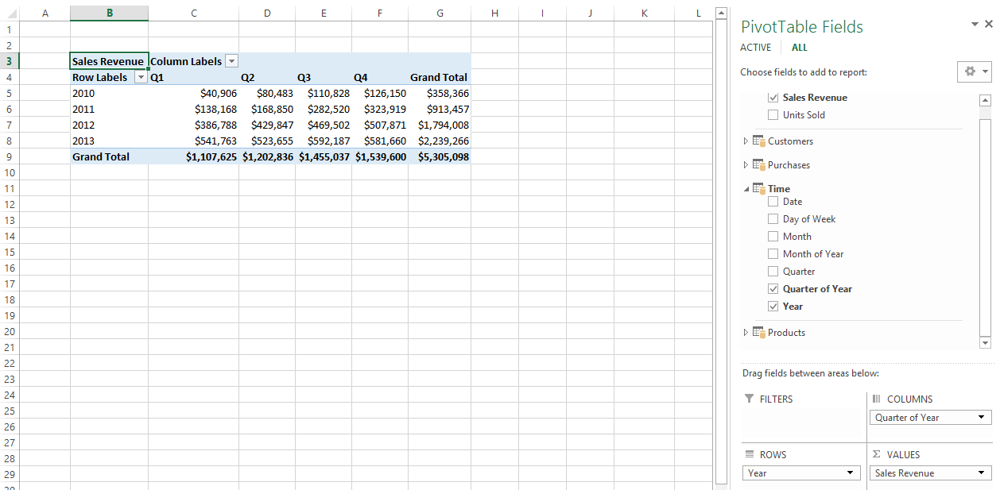 A B C D E F G H I J K L
1
2
3 Sales Revenue Column Labels
4 Row Labels Q1 Q2 Q3 Q4 Grand Total
5 2010 $40,906 $80,483 $110,828 $126,150 $358,366
6 2011 $138,168 $168,850 $282,520 $323,919 $913,457
7 2012 $386,788 $429,847 $469,502 $507,871 $1,794,008
8 2013 $541,763 $523,655 $592,187 $581,660 $2,239,266
9 Grand Total $1,107,625 $1,202,836 $1,455,037 $1,539,600 $5,305,098
10
11
12
13
14
15
16
17
18
19
20
21
22
23
24
25
26
27
28
29
30
PivotTable Fields
ACTIVE ALL
Choose fields to add to report:
Sales Revenue
Units Sold
Customers
Purchases
Time
Date
Day of Week
Month
Month of Year
Quarter
Quarter of Year
Year
Products
Drag fields between areas below:
FILTERS
COLUMNS
Quarter of Year
ROWS
Year
Σ VALUES
Sales Revenue